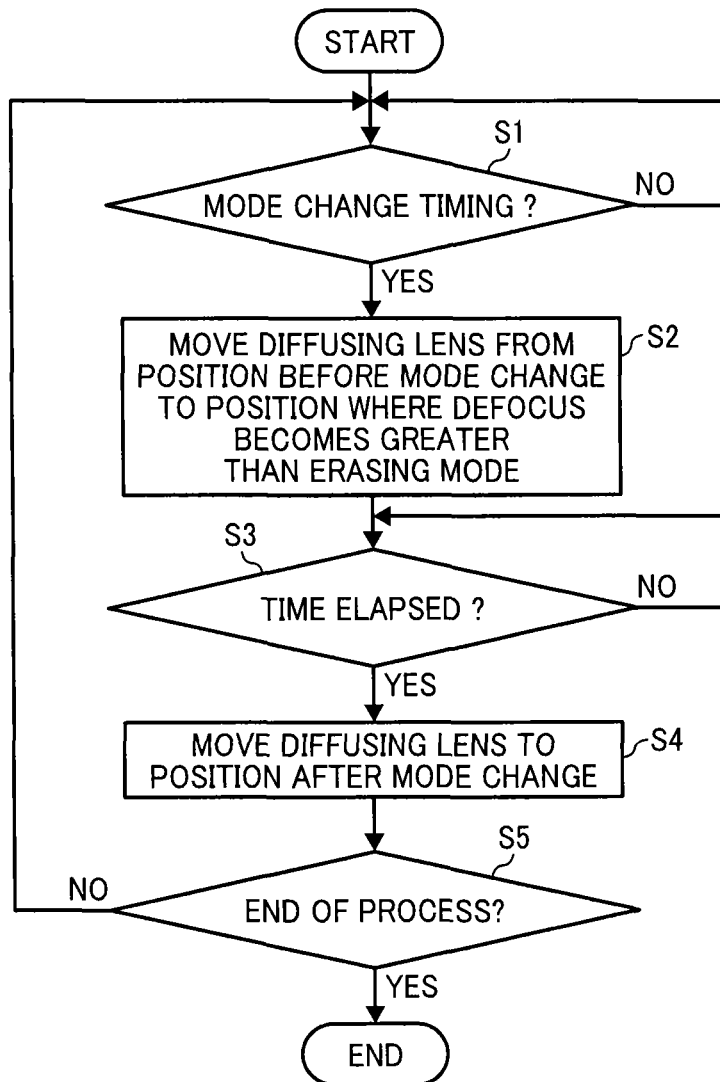 START
S1
MODE CHANGE TIMING ?
NO
YES
S2
MOVE DIFFUSING LENS FROM
POSITION BEFORE MODE CHANGE
TO POSITION WHERE DEFOCUS
BECOMES GREATER
THAN ERASING MODE
S3
TIME ELAPSED ?
NO
YES
S4
MOVE DIFFUSING LENS TO
POSITION AFTER MODE CHANGE
S5
NO
END OF PROCESS?
YES
END